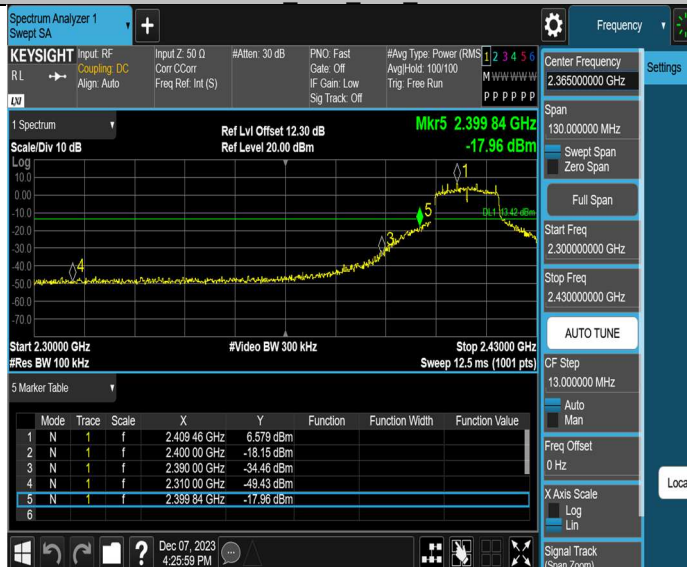 Spectrum Analyzer 1
Swept SA
+
Frequency
KEYSIGHT
RL
LXI
Input: RF
Coupling: DC
Align: Auto
Input Z: 50 Ω
Corr CCorr
Freq Ref: Int (S)
#Atten: 30 dB
PNO: Fast
Gate: Off
IF Gain: Low
Sig Track: Off
#Avg Type: Power (RMS
Avg|Hold: 100/100
Trig: Free Run
1 2 3 4 5 6
M W W W W W
P P P P P P
1 Spectrum
Scale/Div 10 dB
Ref Lvl Offset 12.30 dB
Ref Level 20.00 dBm
Mkr5 2.399 84 GHz
-17.96 dBm
Log
10.0
0.00
-10.0
-20.0
-30.0
-40.0
-50.0
-60.0
-70.0
1
5
DL1 -13.42 dBm
3
4
Start 2.30000 GHz
#Video BW 300 kHz
Stop 2.43000 GHz
#Res BW 100 kHz
Sweep 12.5 ms (1001 pts)
5 Marker Table
Mode Trace Scale X Y Function Function Width Function Value
1 N 1 f 2.409 46 GHz 6.579 dBm
2 N 1 f 2.400 00 GHz -18.15 dBm
3 N 1 f 2.390 00 GHz -34.46 dBm
4 N 1 f 2.310 00 GHz -49.43 dBm
5 N 1 f 2.399 84 GHz -17.96 dBm
6
?
Dec 07, 2023
4:25:59 PM
Center Frequency
2.365000000 GHz
Settings
Span
130.000000 MHz
Swept Span
Zero Span
Full Span
Start Freq
2.300000000 GHz
Stop Freq
2.430000000 GHz
AUTO TUNE
CF Step
13.000000 MHz
Auto
Man
Freq Offset
0 Hz
Loca
X Axis Scale
Log
Lin
Signal Track
(Span Zoom)